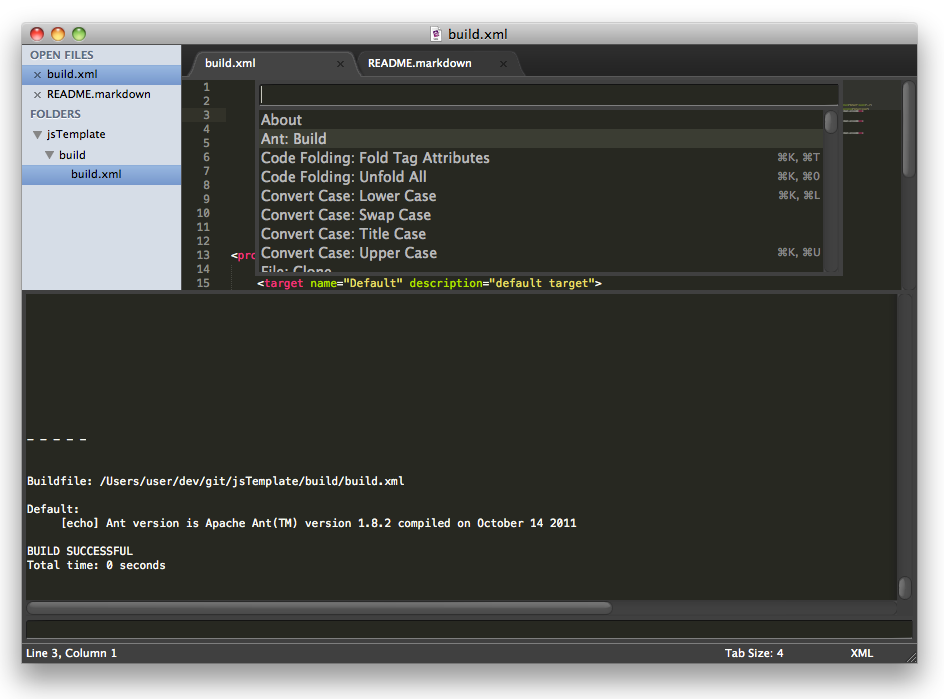 build.xml
OPEN FILES
× build.xml
× README.markdown
FOLDERS
jsTemplate
build
build.xml
build.xml ×
README.markdown ×
1
2
3
4
5
6
7
8
9
10
11
12
13 <pro
14
15 <target name="Default" description="default target">
About
Ant: Build
Code Folding: Fold Tag Attributes ⌘K, ⌘T
Code Folding: Unfold All ⌘K, ⌘0
Convert Case: Lower Case ⌘K, ⌘L
Convert Case: Swap Case
Convert Case: Title Case
Convert Case: Upper Case ⌘K, ⌘U
File: Clone
- - - - -
Buildfile: /Users/user/dev/git/jsTemplate/build/build.xml
Default:
[echo] Ant version is Apache Ant(TM) version 1.8.2 compiled on October 14 2011
BUILD SUCCESSFUL
Total time: 0 seconds
Line 3, Column 1
Tab Size: 4
XML